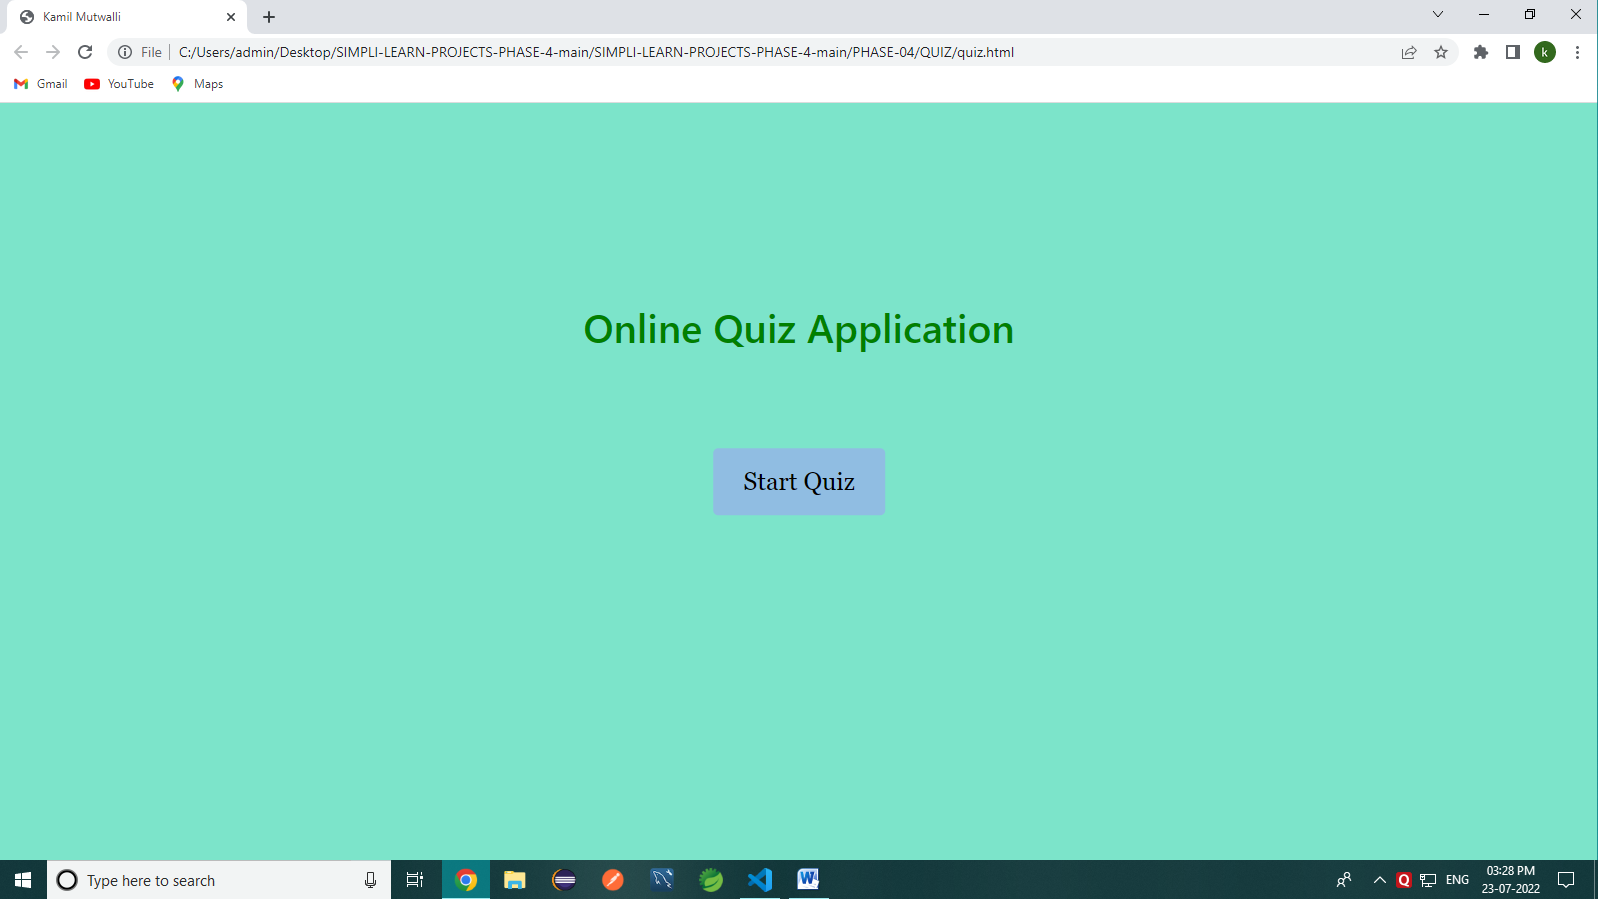 Kamil Mutwalli
File
C:/Users/admin/Desktop/SIMPLI-LEARN-PROJECTS-PHASE-4-main/SIMPLI-LEARN-PROJECTS-PHASE-4-main/PHASE-04/QUIZ/quiz.html
k
Gmail
YouTube
Maps
Online Quiz Application
Start Quiz
Type here to search
W
Q
ENG
03:28 PM
23-07-2022